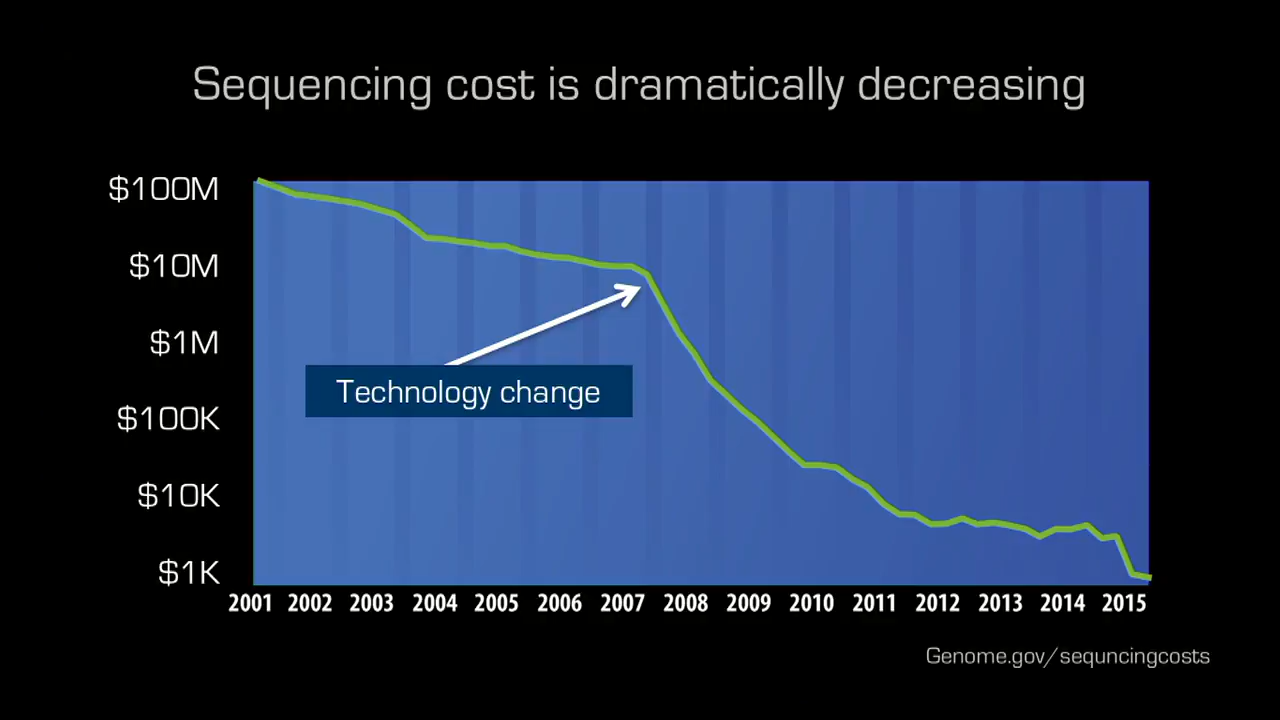 Sequencing cost is dramatically decreasing
$100M
$10M
$1M
Technology change
$100K
$10K
$1K
2001 2002 2003 2004 2005 2006 2007 2008 2009 2010 2011 2012 2013 2014 2015
Genome.gov/sequncingcosts